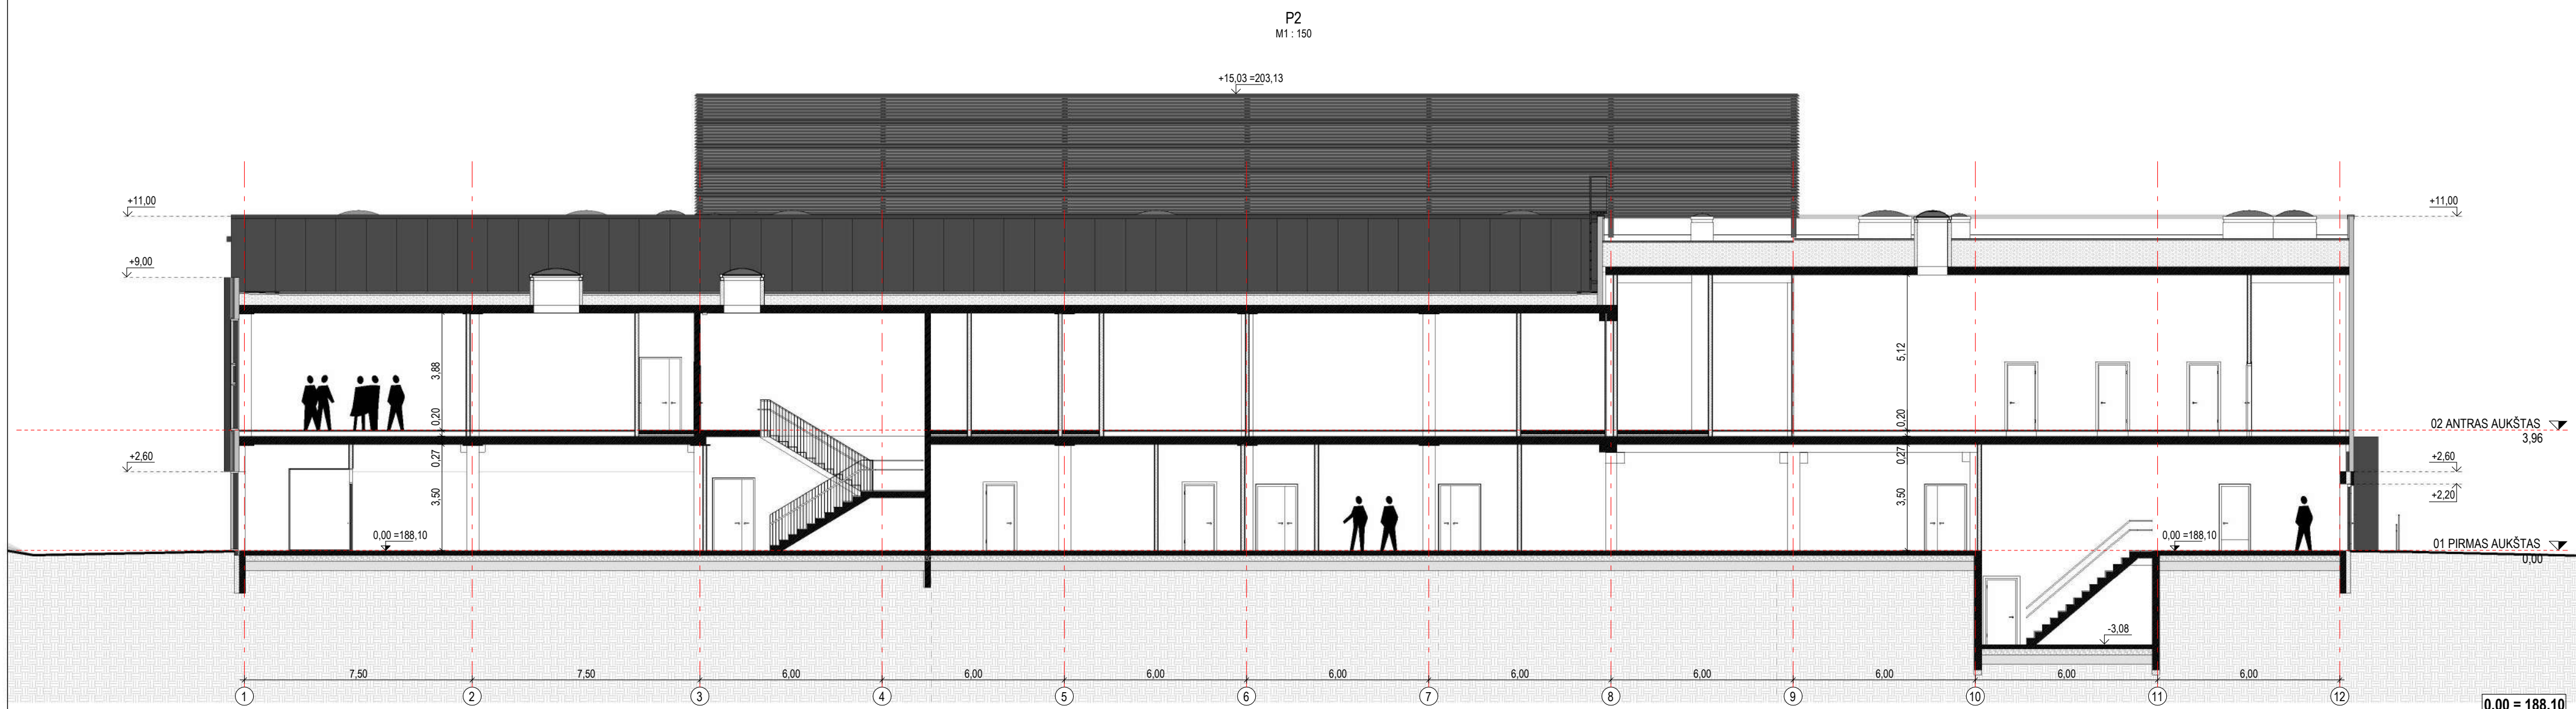 P2
M1 : 150
+15,03 =203,13
+11,00
+11,00
+9,00
3,88
5,12
0,20
0,20
02 ANTRAS AUKŠTAS
3,96
+2,60
0,27
0,27
+2,60
+2,20
3,50
3,50
0,00 =188,10
0,00 =188,10
01 PIRMAS AUKŠTAS
0,00
-3,08
7,50 7,50 6,00 6,00 6,00 6,00 6,00 6,00 6,00 6,00 6,00
1 2 3 4 5 6 7 8 9 10 11 12
0,00 = 188,10